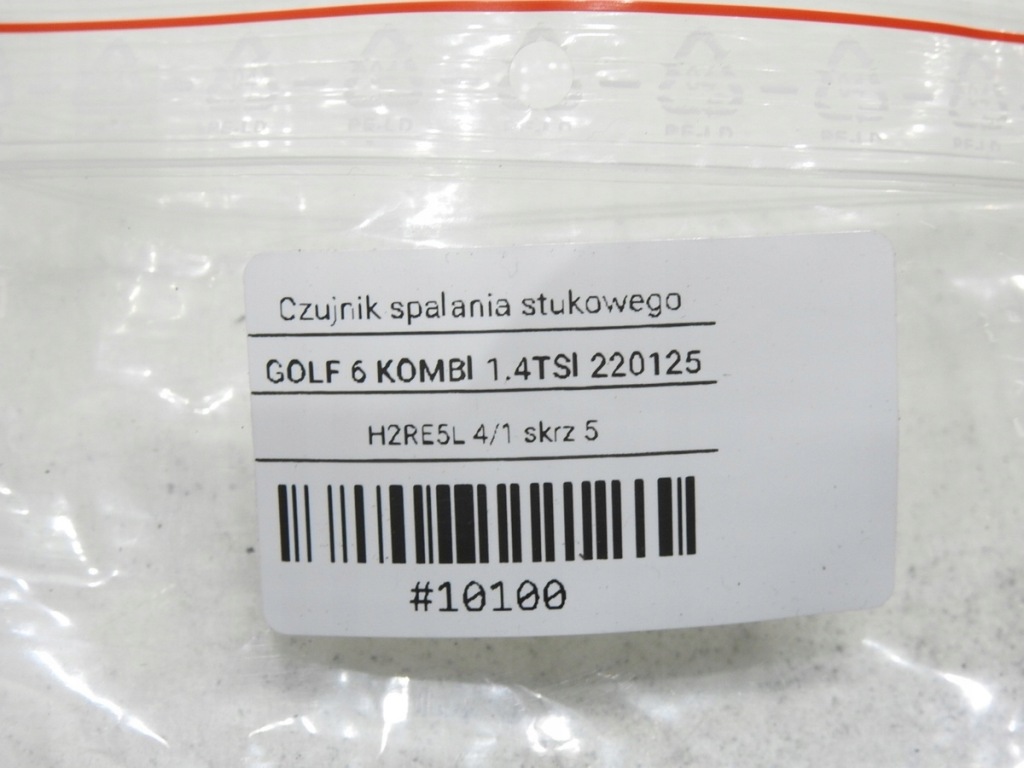 Czujnik spalania stukowego
GOLF 6 KOMBI 1.4TSI 220125
H2RE5L 4/1 skrz 5
#10100